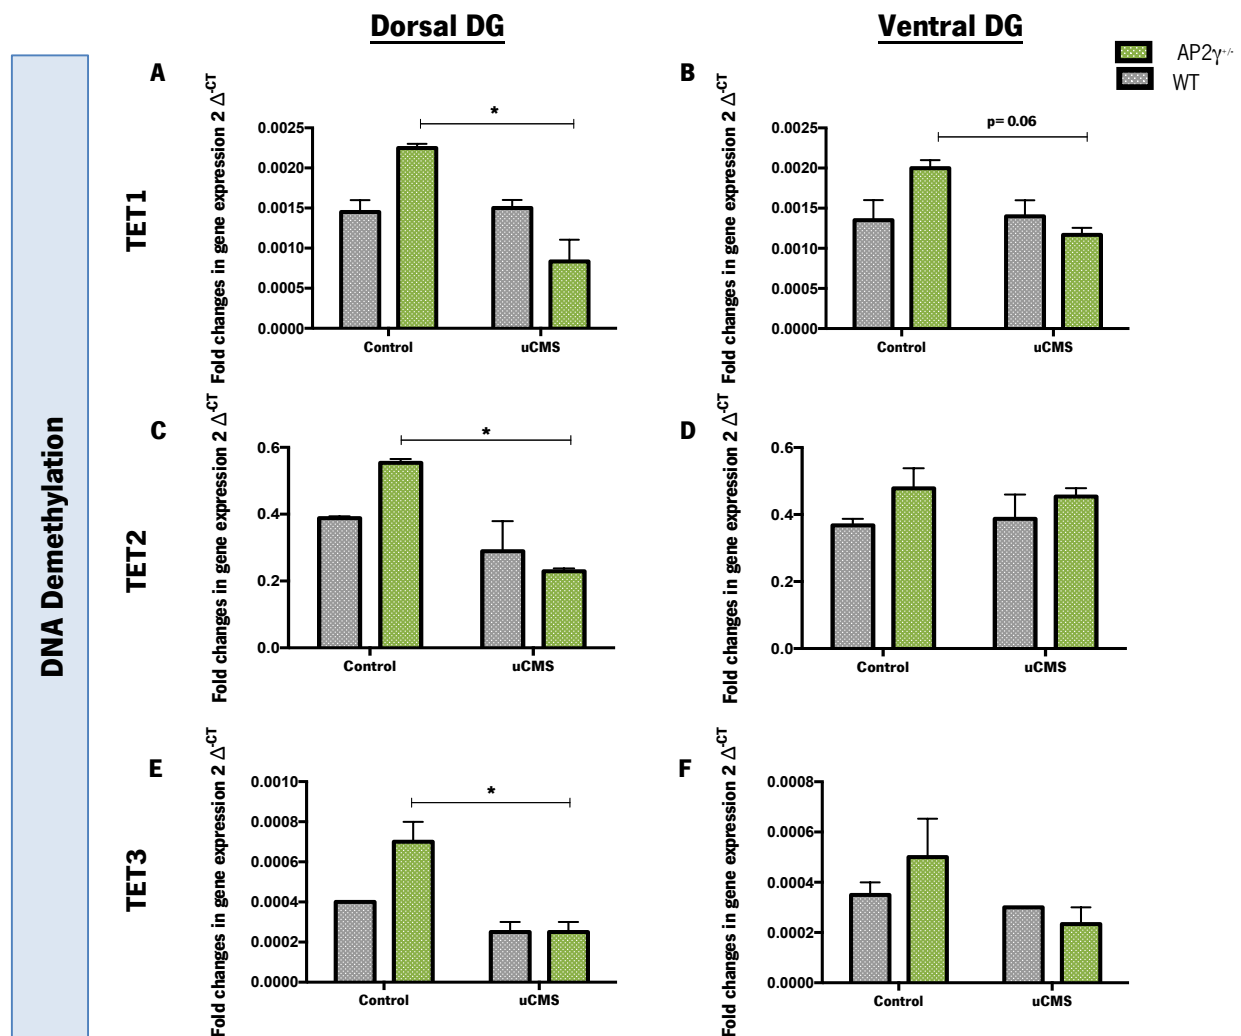 Dorsal DG
Ventral DG
AP2γ+/-
WT
DNA Demethylation
TET1
A
Fold changes in gene expression 2 Δ-CT
0.0025
0.0020
0.0015
0.0010
0.0005
0.0000
*
Control
uCMS
B
Fold changes in gene expression 2 Δ-CT
0.0025
0.0020
0.0015
0.0010
0.0005
0.0000
p= 0.06
Control
uCMS
TET2
C
Fold changes in gene expression 2 Δ-CT
0.6
0.4
0.2
0.0
*
Control
uCMS
D
Fold changes in gene expression 2 Δ-CT
0.6
0.4
0.2
0.0
Control
uCMS
TET3
E
Fold changes in gene expression 2 Δ-CT
0.0010
0.0008
0.0006
0.0004
0.0002
0.0000
*
Control
uCMS
F
Fold changes in gene expression 2 Δ-CT
0.0008
0.0006
0.0004
0.0002
0.0000
Control
uCMS